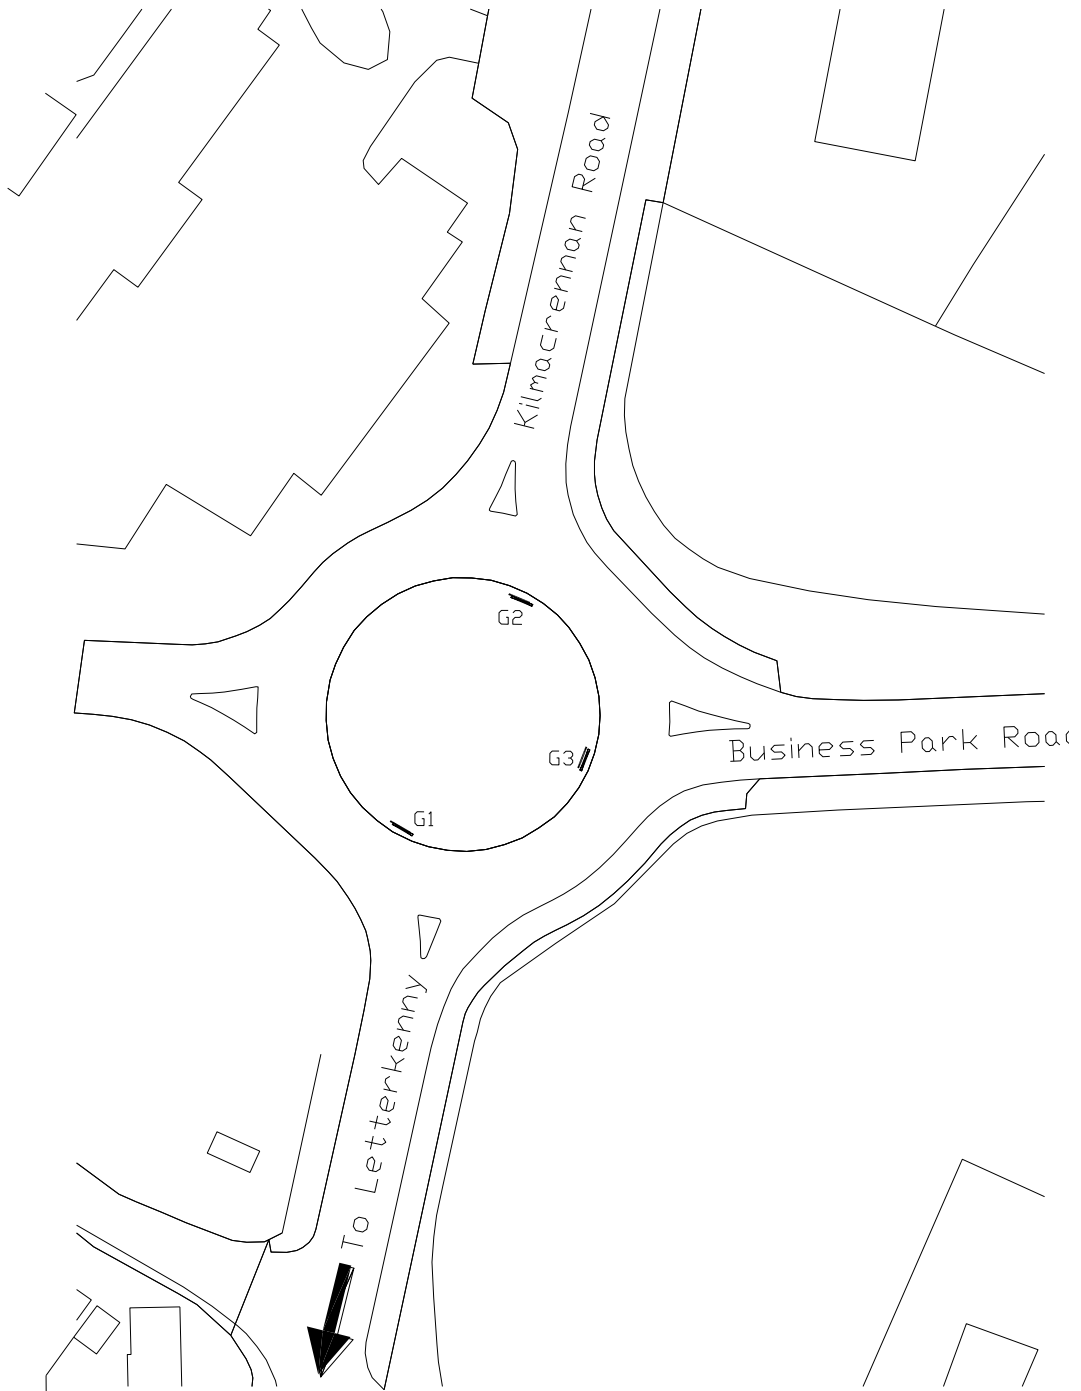 Kilmacrennan Road
G2
Business Park Road
G3
G1
To Letterkenny